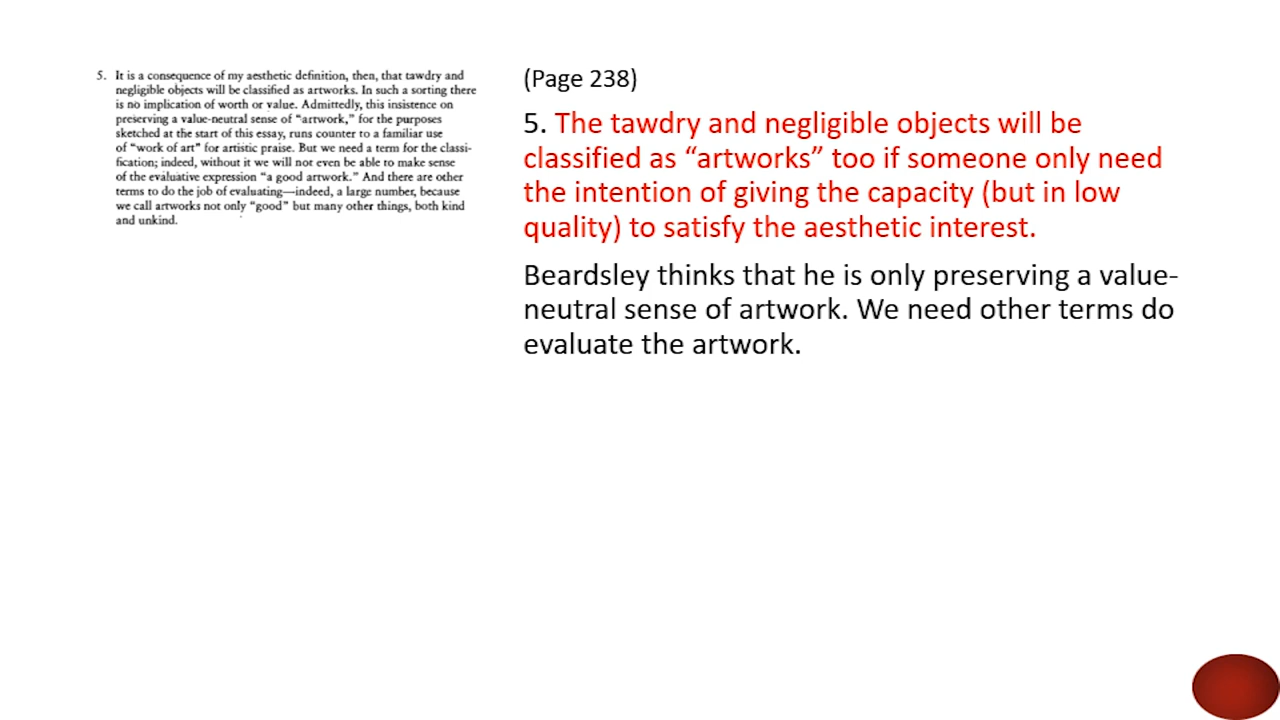 5. It is a consequence of my aesthetic definition, then, that tawdry and
negligible objects will be classified as artworks. In such a sorting there
is no implication of worth or value. Admittedly, this insistence on
preserving a value-neutral sense of “artwork,” for the purposes
sketched at the start of this essay, runs counter to a familiar use
of “work of art” for artistic praise. But we need a term for the classi-
fication; indeed, without it we will not even be able to make sense
of the evaluative expression “a good artwork.” And there are other
terms to do the job of evaluating—indeed, a large number, because
we call artworks not only “good” but many other things, both kind
and unkind.
(Page 238)
5. The tawdry and negligible objects will be
classified as “artworks” too if someone only need
the intention of giving the capacity (but in low
quality) to satisfy the aesthetic interest.
Beardsley thinks that he is only preserving a value-
neutral sense of artwork. We need other terms do
evaluate the artwork.